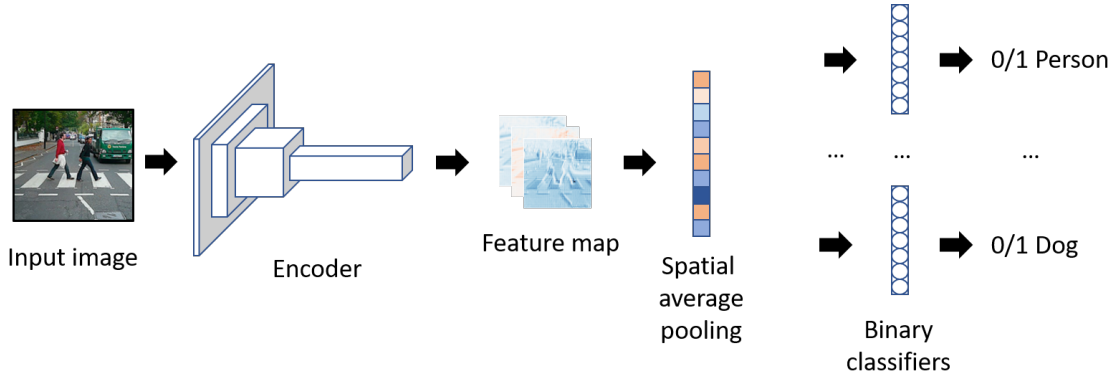 0/1 Person
... ... ...
0/1 Dog
Input image
Encoder
Feature map
Spatial
average
pooling
Binary
classifiers